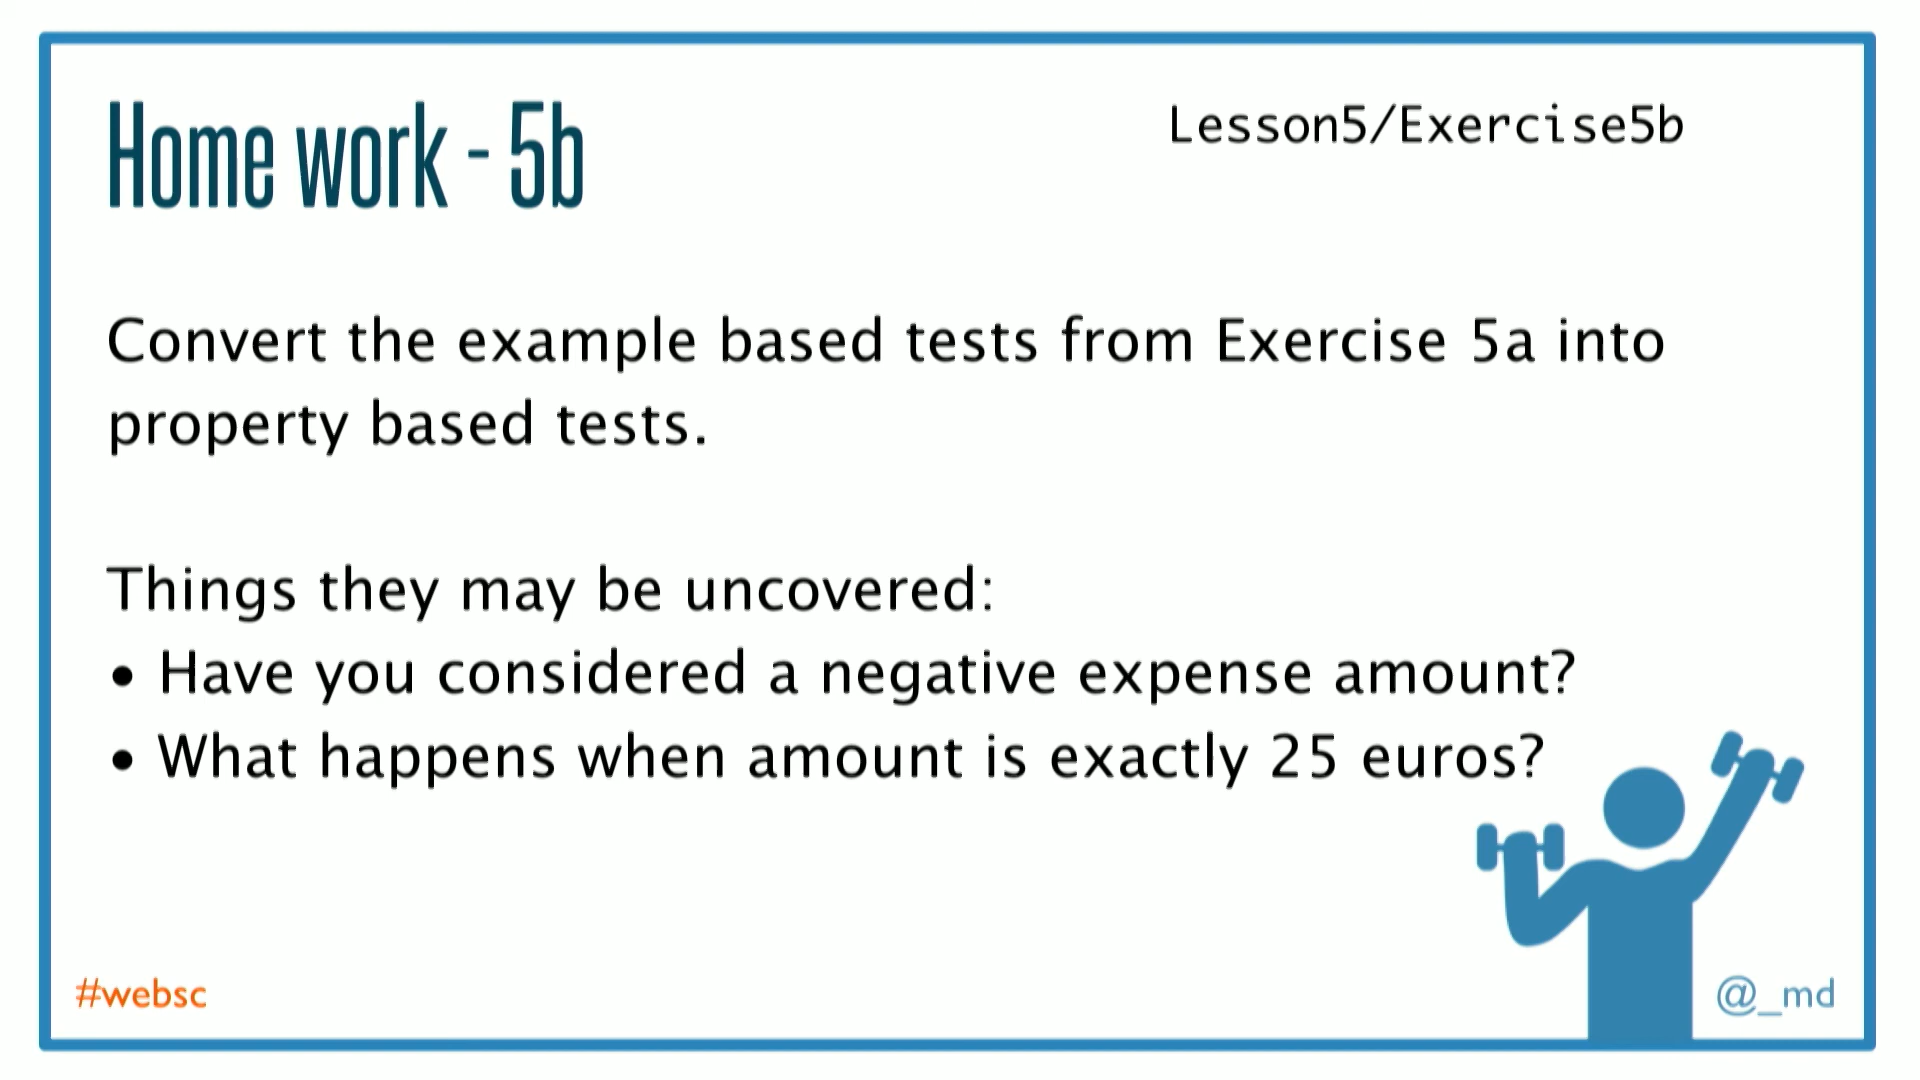 Home work - 5b
Lesson5/Exercise5b
Convert the example based tests from Exercise 5a into
property based tests.
Things they may be uncovered:
• Have you considered a negative expense amount?
• What happens when amount is exactly 25 euros?
#websc
@_md